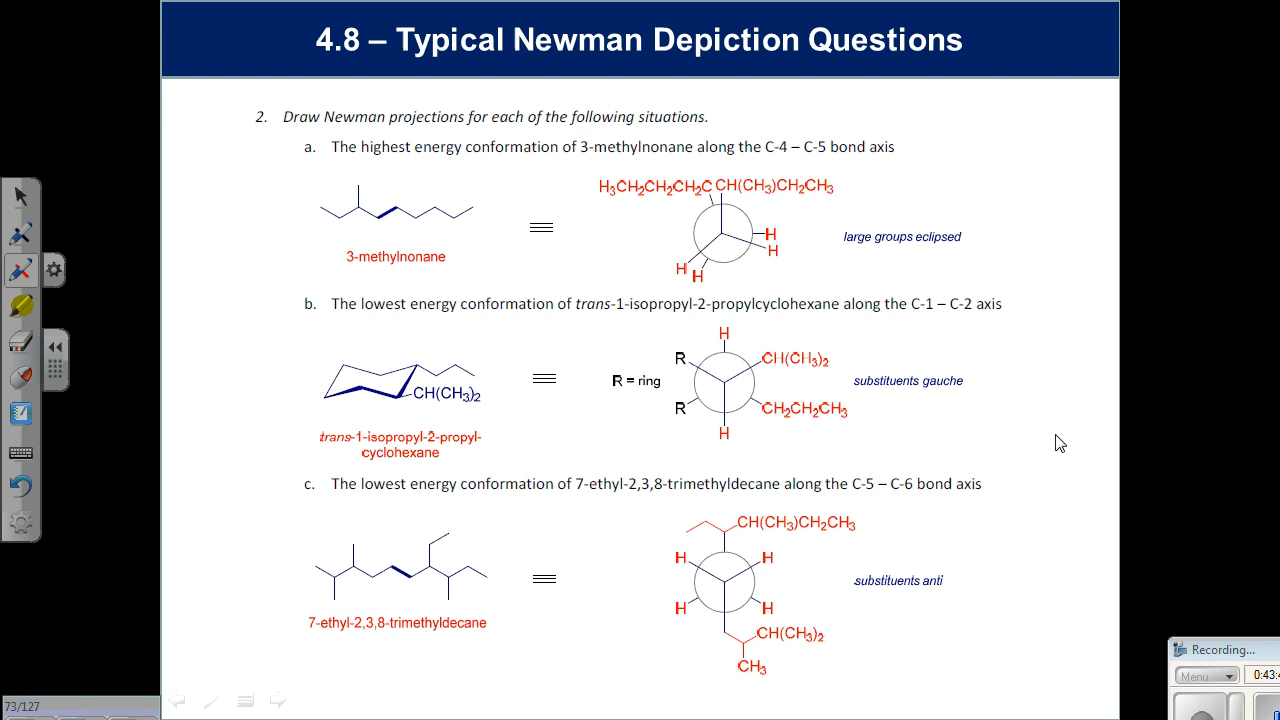 4.8 – Typical Newman Depiction Questions
2. Draw Newman projections for each of the following situations.
a. The highest energy conformation of 3-methylnonane along the C-4 – C-5 bond axis
H₃CH₂CH₂CH₂C CH(CH₃)CH₂CH₃
H
H
H
H
large groups eclipsed
3-methylnonane
b. The lowest energy conformation of trans-1-isopropyl-2-propylcyclohexane along the C-1 – C-2 axis
H
R CH(CH₃)₂
R = ring
substituents gauche
CH(CH₃)₂
R CH₂CH₂CH₃
H
trans-1-isopropyl-2-propyl-
cyclohexane
c. The lowest energy conformation of 7-ethyl-2,3,8-trimethyldecane along the C-5 – C-6 bond axis
CH(CH₃)CH₂CH₃
H H
substituents anti
H H
7-ethyl-2,3,8-trimethyldecane
CH(CH₃)₂
CH₃
Recording...
Menu 0:43:4
73/127